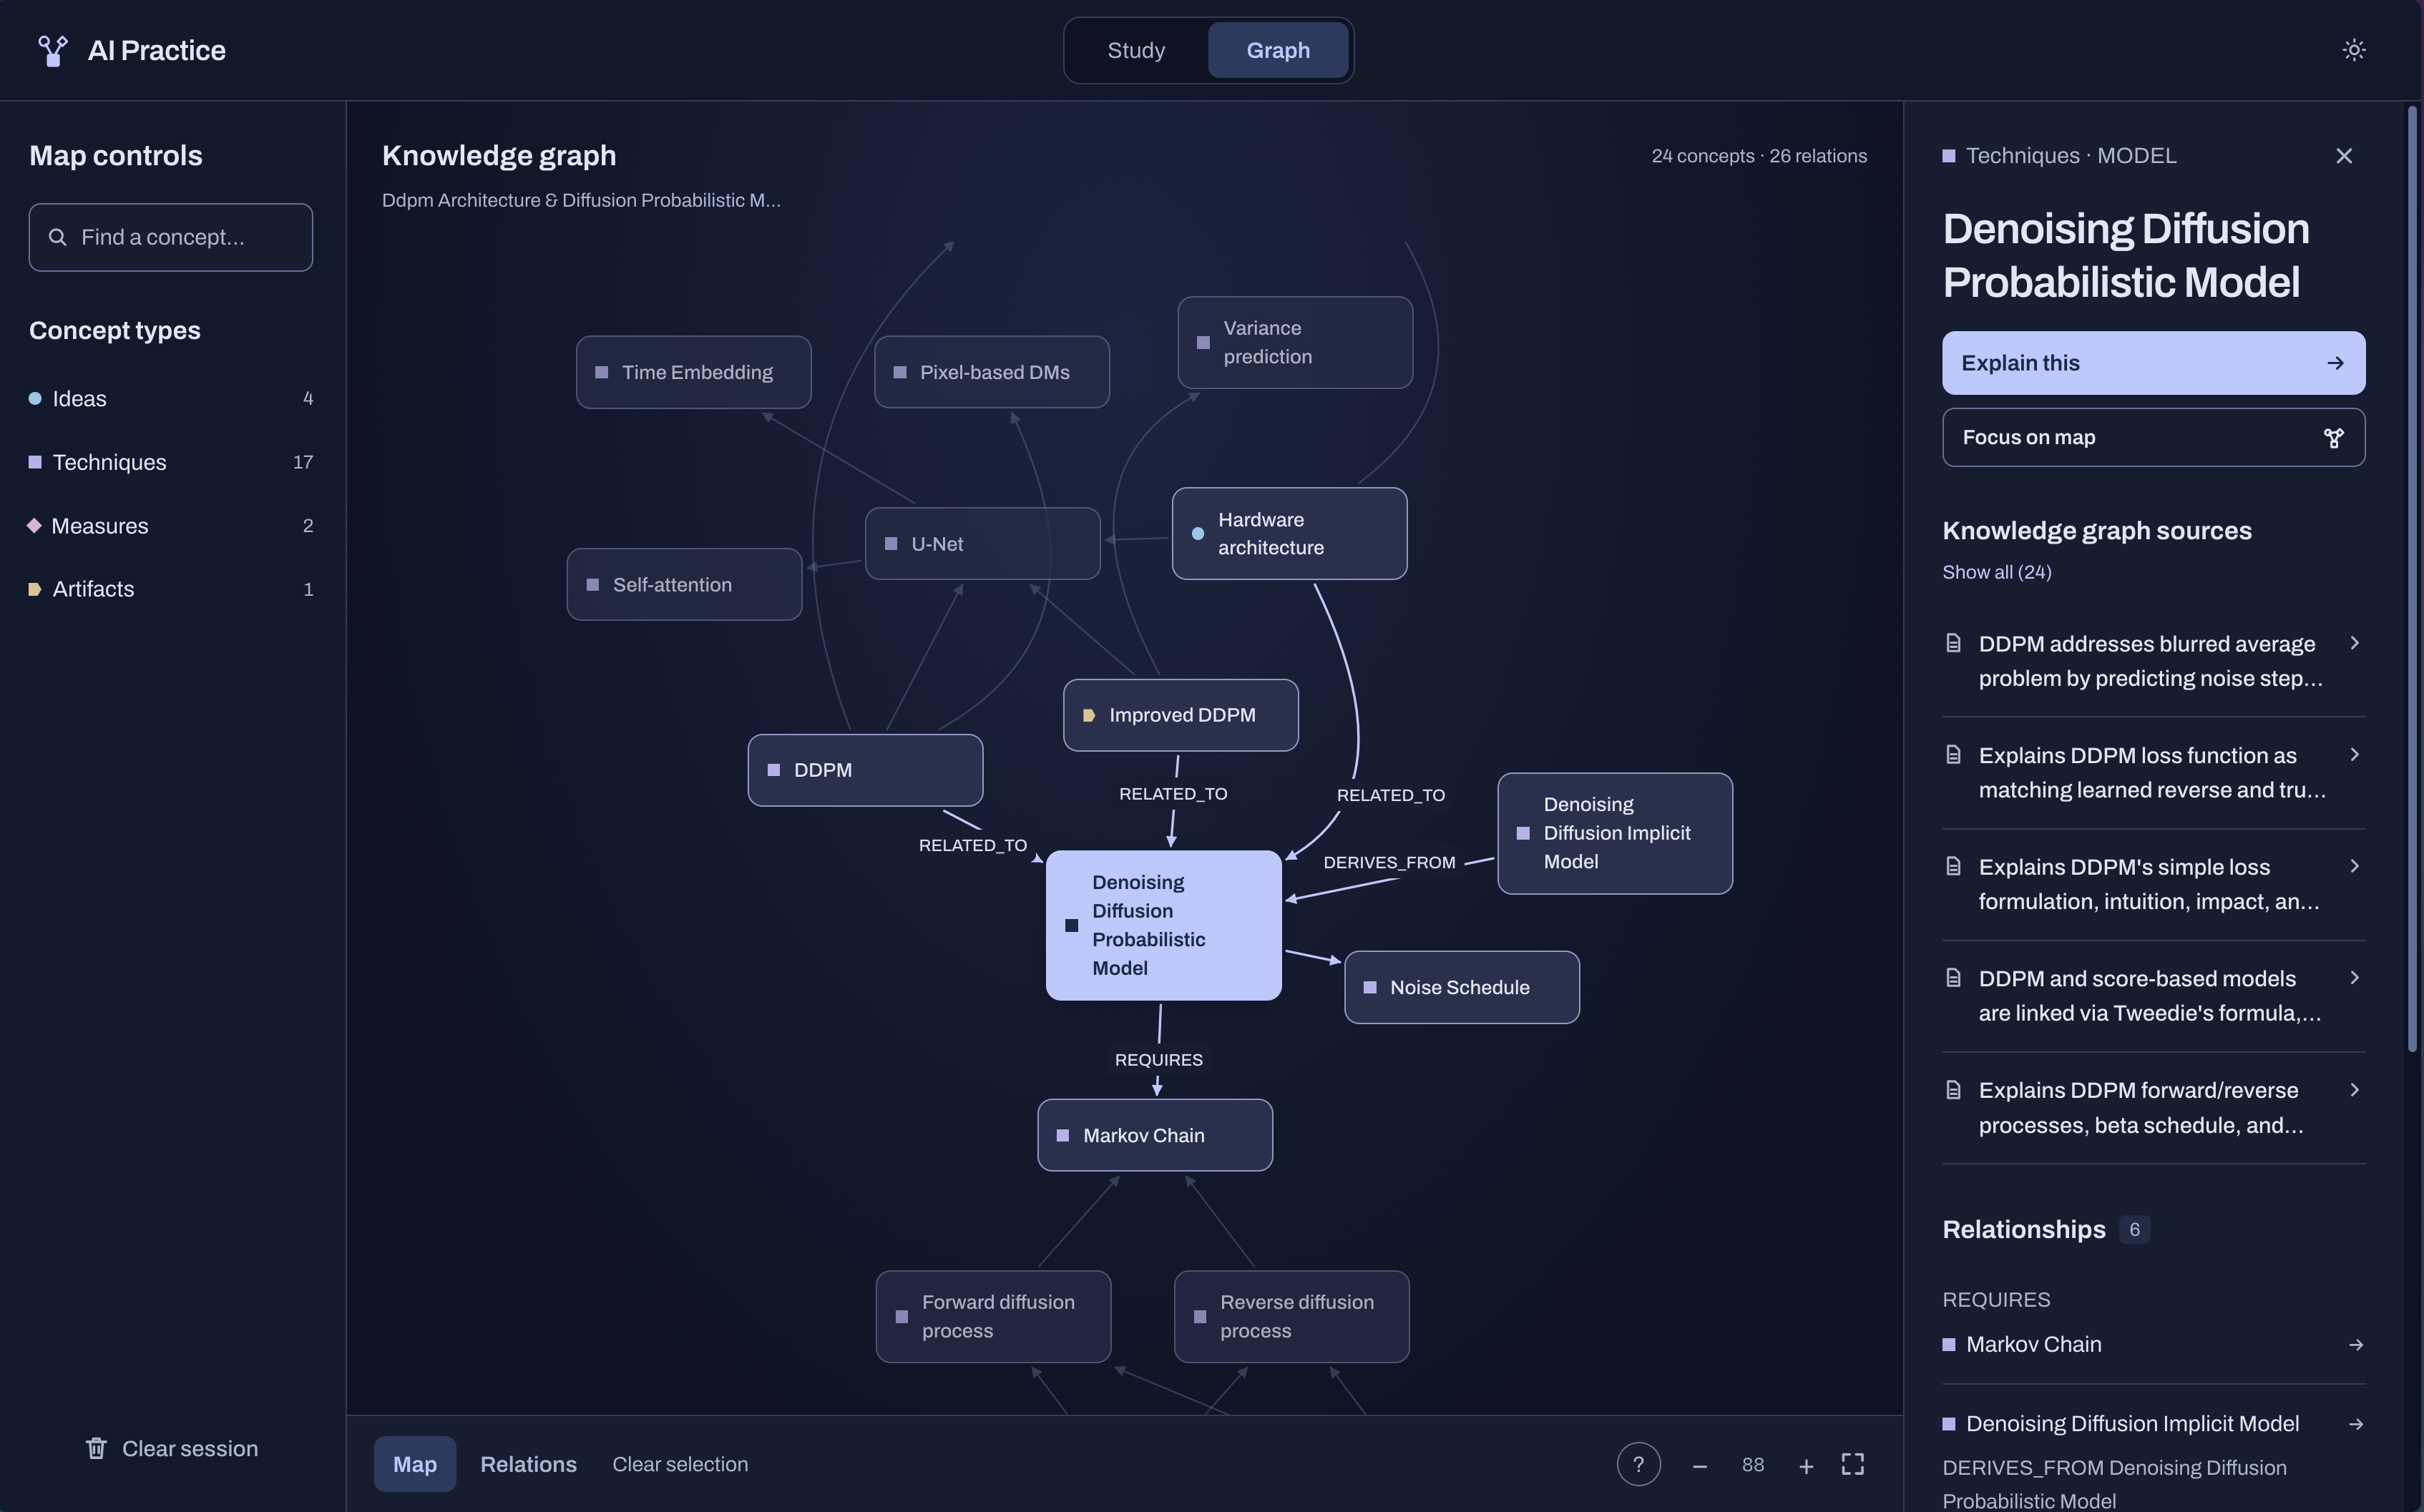 AI Practice
Study
Graph
Map controls
Find a concept...
Concept types
Ideas
4
Techniques
17
Measures
2
Artifacts
1
Clear session
Knowledge graph
24 concepts · 26 relations
Ddpm Architecture & Diffusion Probabilistic M...
Variance
prediction
Time Embedding
Pixel-based DMs
Hardware
architecture
U-Net
Self-attention
Improved DDPM
DDPM
RELATED_TO
RELATED_TO
RELATED_TO
Denoising
Diffusion Implicit
Model
DERIVES_FROM
Denoising
Diffusion
Probabilistic
Model
Noise Schedule
REQUIRES
Markov Chain
Forward diffusion
process
Reverse diffusion
process
Map
Relations
Clear selection
?
−
88
+
Techniques · MODEL
Denoising Diffusion
Probabilistic Model
Explain this
Focus on map
Knowledge graph sources
Show all (24)
DDPM addresses blurred average
problem by predicting noise step...
Explains DDPM loss function as
matching learned reverse and tru...
Explains DDPM's simple loss
formulation, intuition, impact, an...
DDPM and score-based models
are linked via Tweedie's formula,...
Explains DDPM forward/reverse
processes, beta schedule, and...
Relationships
6
REQUIRES
Markov Chain
Denoising Diffusion Implicit Model
DERIVES_FROM Denoising Diffusion
Probabilistic Model